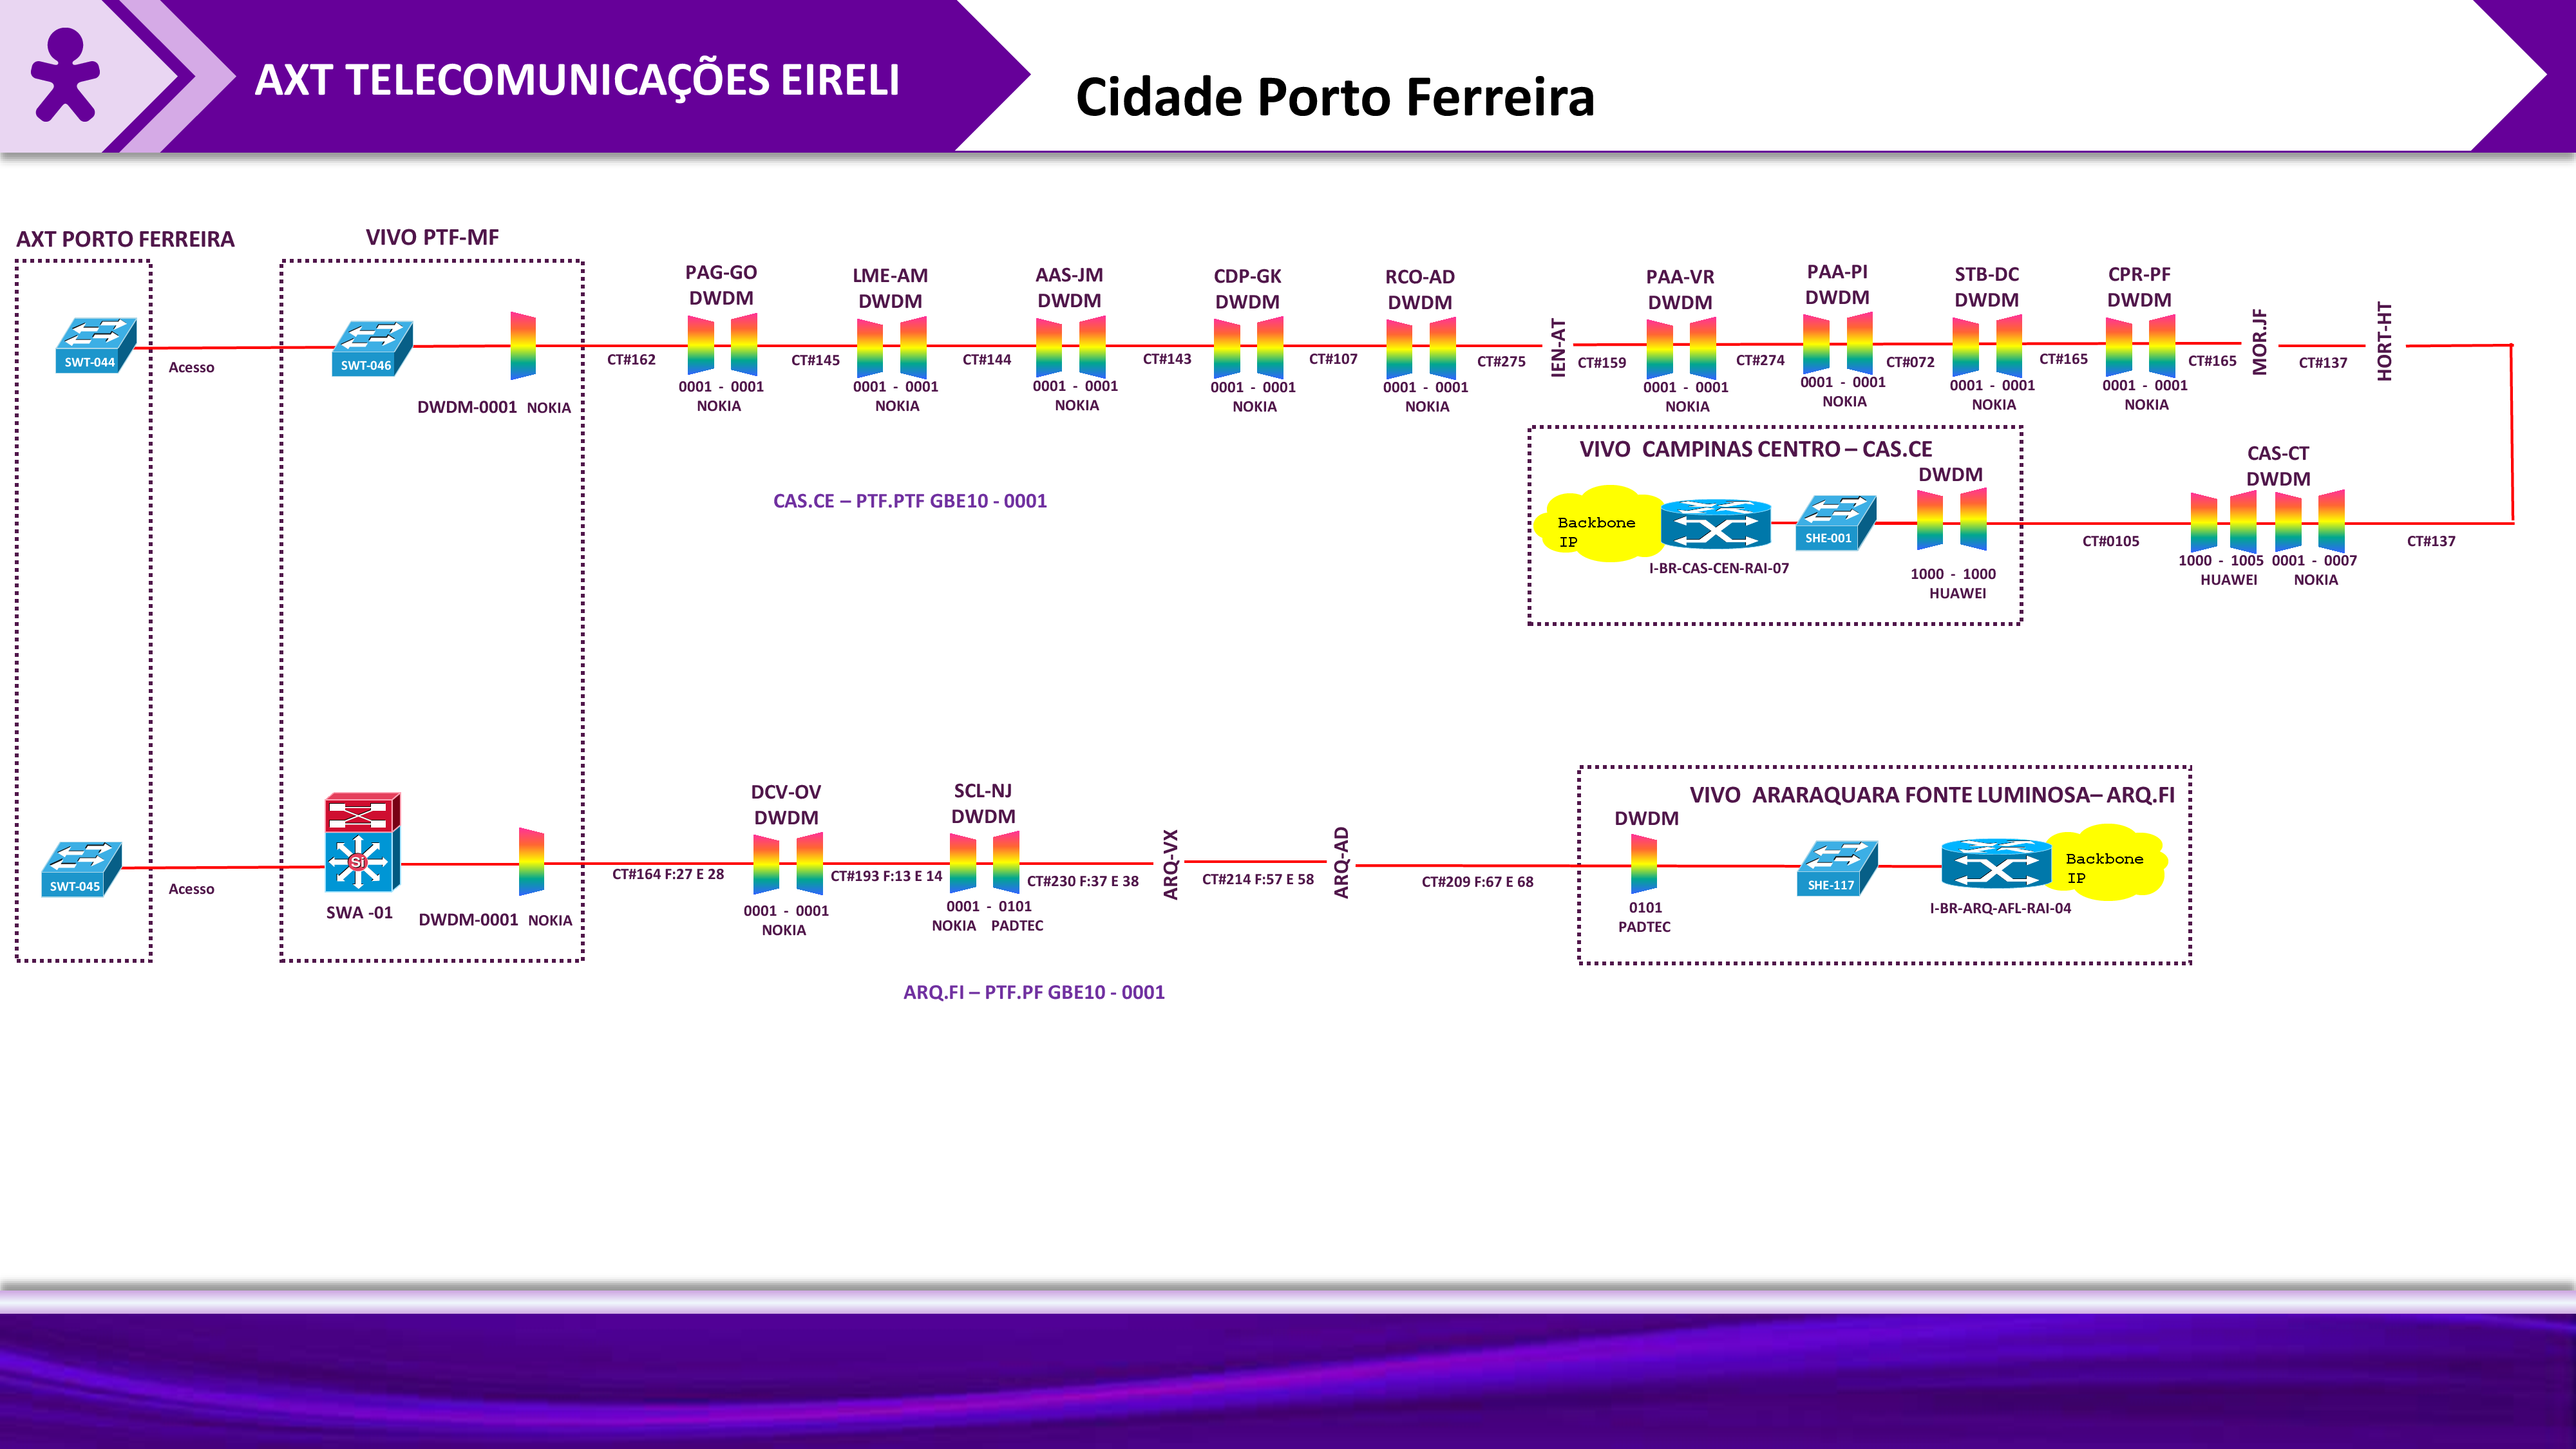 AXT TELECOMUNICAÇÕES EIRELI
Cidade Porto Ferreira
AXT PORTO FERREIRA
VIVO PTF-MF
PAG-GO
DWDM
LME-AM
DWDM
AAS-JM
DWDM
CDP-GK
DWDM
RCO-AD
DWDM
IEN-AT
PAA-VR
DWDM
PAA-PI
DWDM
STB-DC
DWDM
CPR-PF
DWDM
MOR.JF
HORT-HT
SWT-044
Acesso
SWT-046
DWDM-0001 NOKIA
CT#162
0001 - 0001
NOKIA
CT#145
0001 - 0001
NOKIA
CT#144
0001 - 0001
NOKIA
CT#143
0001 - 0001
NOKIA
CT#107
0001 - 0001
NOKIA
CT#275
CT#159
0001 - 0001
NOKIA
CT#274
0001 - 0001
NOKIA
CT#072
0001 - 0001
NOKIA
CT#165
0001 - 0001
NOKIA
CT#165
CT#137
CAS.CE – PTF.PTF GBE10 - 0001
VIVO CAMPINAS CENTRO – CAS.CE
DWDM
Backbone
IP
I-BR-CAS-CEN-RAI-07
SHE-001
1000 - 1000
HUAWEI
CT#0105
CAS-CT
DWDM
1000 - 1005 0001 - 0007
HUAWEI NOKIA
CT#137
SWT-045
Acesso
Si
SWA -01
DWDM-0001 NOKIA
CT#164 F:27 E 28
DCV-OV
DWDM
0001 - 0001
NOKIA
CT#193 F:13 E 14
SCL-NJ
DWDM
0001 - 0101
NOKIA PADTEC
CT#230 F:37 E 38
ARQ-VX
CT#214 F:57 E 58
ARQ-AD
CT#209 F:67 E 68
VIVO ARARAQUARA FONTE LUMINOSA– ARQ.FI
DWDM
0101
PADTEC
SHE-117
I-BR-ARQ-AFL-RAI-04
Backbone
IP
ARQ.FI – PTF.PF GBE10 - 0001